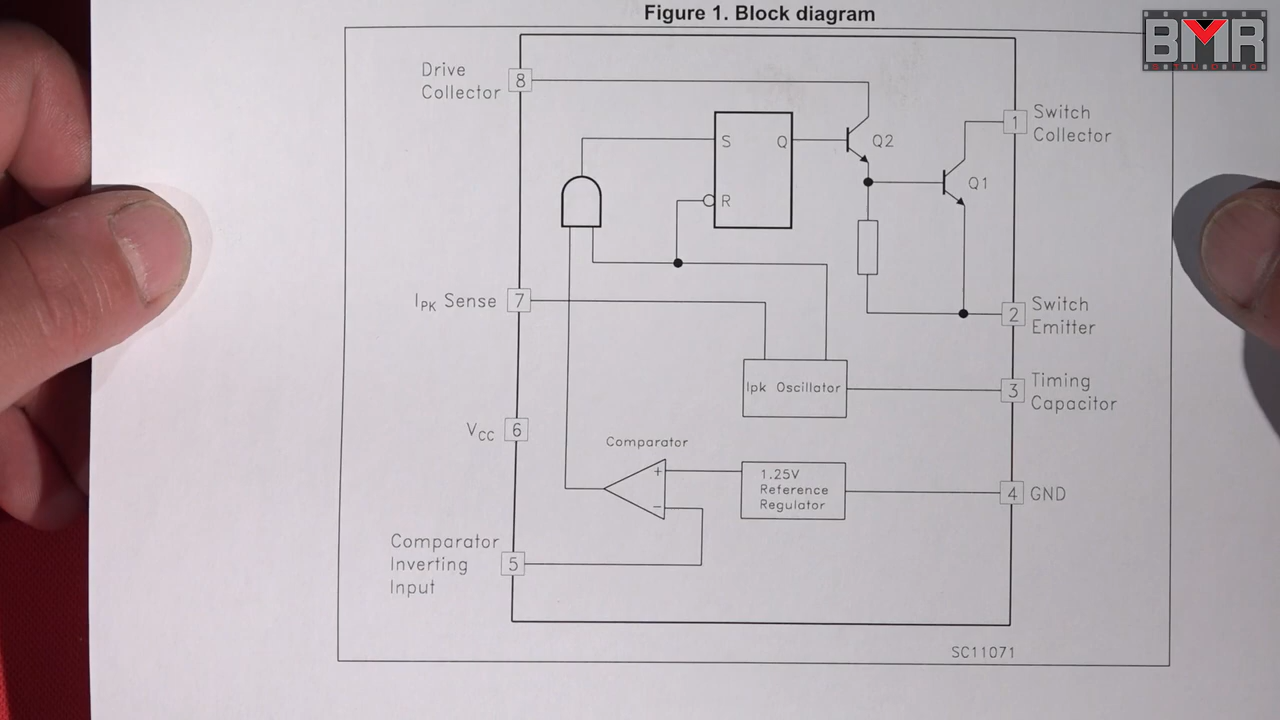 Figure 1. Block diagram
BMR
STUDIO
Drive
Collector
8
S
Q
R
Q2
Q1
1
Switch
Collector
IPK Sense
7
2
Switch
Emitter
Ipk Oscillator
3
Timing
Capacitor
VCC
6
Comparator
+
−
1.25V
Reference
Regulator
4
GND
Comparator
Inverting
Input
5
SC11071